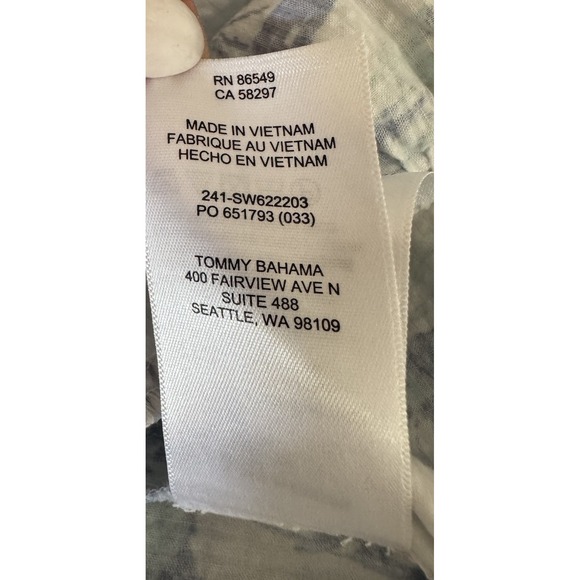 RN 86549
CA 58297
MADE IN VIETNAM
FABRIQUE AU VIETNAM
HECHO EN VIETNAM
241-SW622203
PO 651793 (033)
TOMMY BAHAMA
400 FAIRVIEW AVE N
SUITE 488
SEATTLE, WA 98109